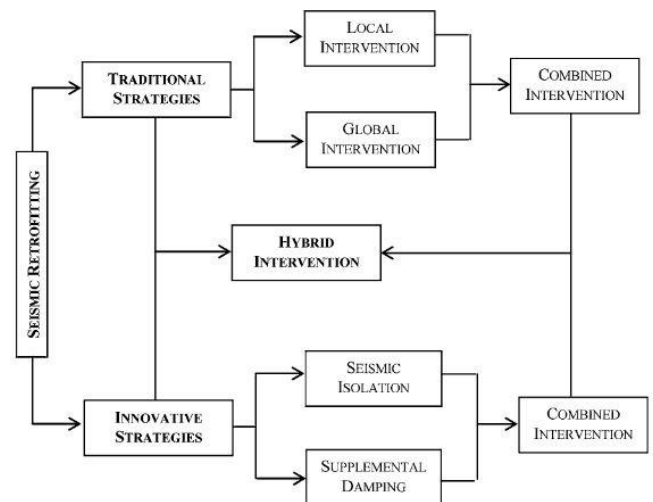 SEISMIC RETROFITTING
TRADITIONAL
STRATEGIES
LOCAL
INTERVENTION
GLOBAL
INTERVENTION
COMBINED
INTERVENTION
HYBRID
INTERVENTION
INNOVATIVE
STRATEGIES
SEISMIC
ISOLATION
SUPPLEMENTAL
DAMPING
COMBINED
INTERVENTION